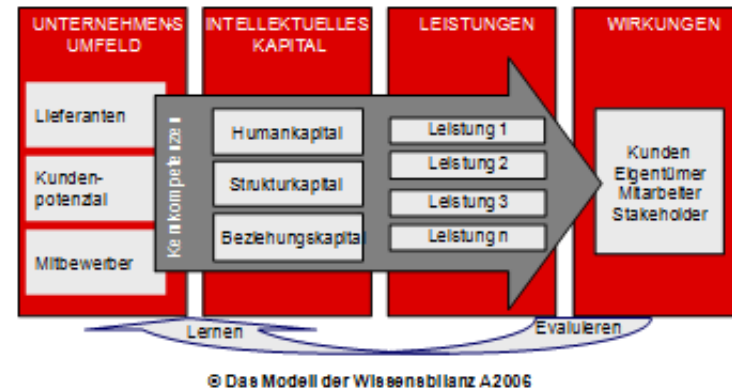 UNTERNEHMENS-
UMFELD
INTELLEKTUELLES
KAPITAL
LEISTUNGEN
WIRKUNGEN
Lieferanten
Kunden-
potenzial
Mitbewerber
Kernkompetenzen
Humankapital
Strukturkapital
Beziehungskapital
Leistung 1
Leistung 2
Leistung 3
Leistung n
Kunden
Eigentümer
Mitarbeiter
Stakeholder
Lernen
Evaluieren
© Das Modell der Wissensbilanz A2006